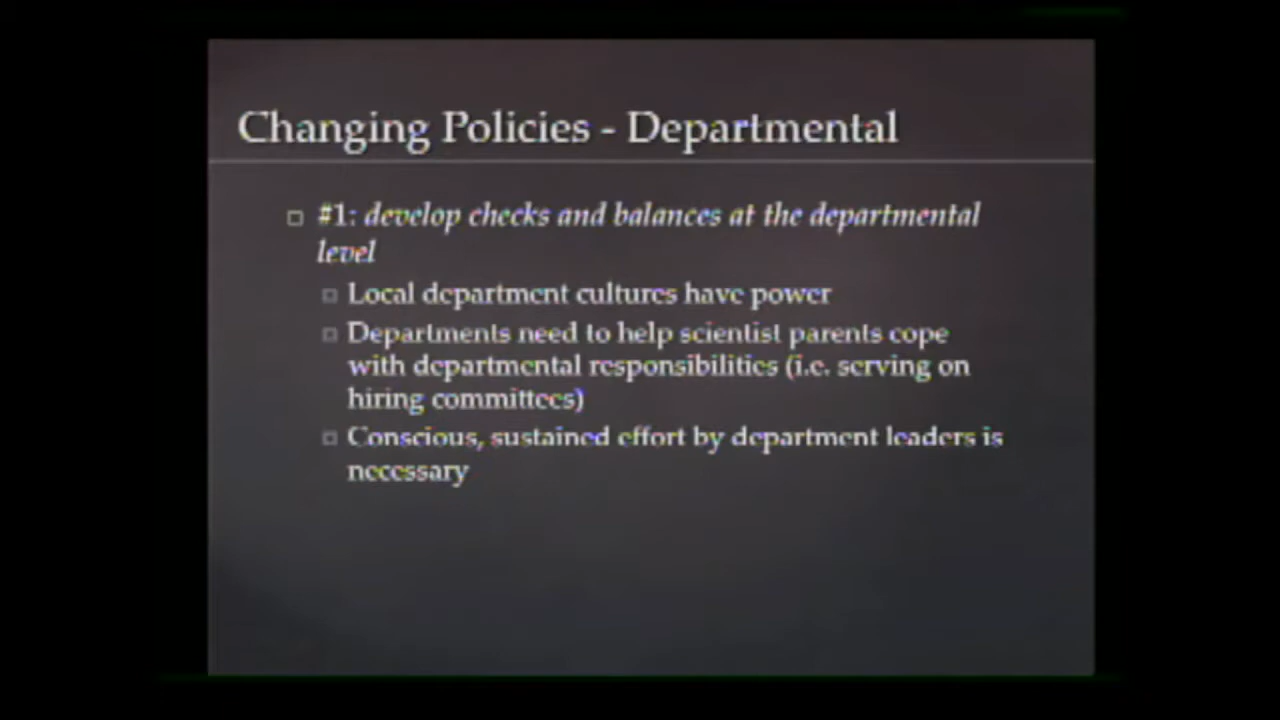 Changing Policies - Departmental
#1: develop checks and balances at the departmental
level
Local department cultures have power
Departments need to help scientist parents cope
with departmental responsibilities (i.e. serving on
hiring committees)
Conscious, sustained effort by department leaders is
necessary